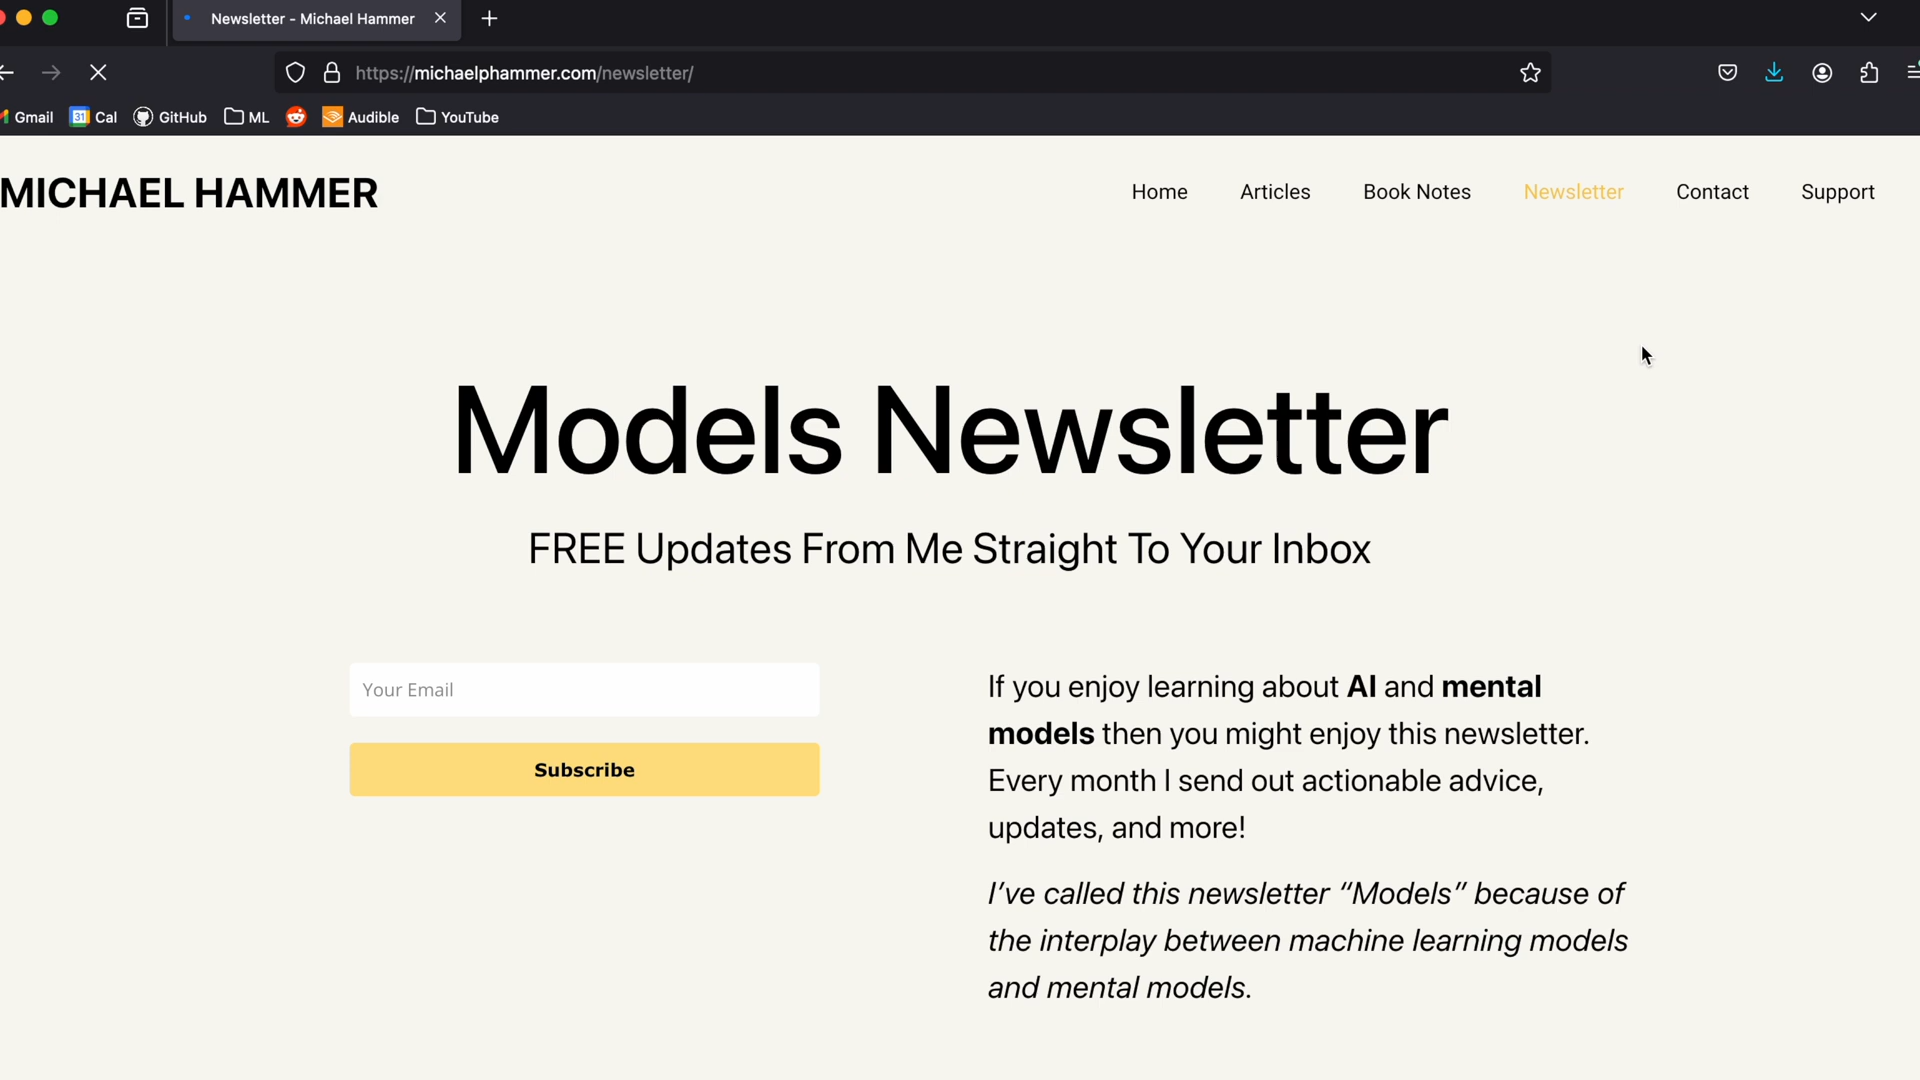 Newsletter - Michael Hammer
https://michaelphammer.com/newsletter/
Gmail
31 Cal
GitHub
ML
Audible
YouTube
MICHAEL HAMMER
Home
Articles
Book Notes
Newsletter
Contact
Support
Models Newsletter
FREE Updates From Me Straight To Your Inbox
Your Email
Subscribe
If you enjoy learning about AI and mental
models then you might enjoy this newsletter.
Every month I send out actionable advice,
updates, and more!
I’ve called this newsletter “Models” because of
the interplay between machine learning models
and mental models.